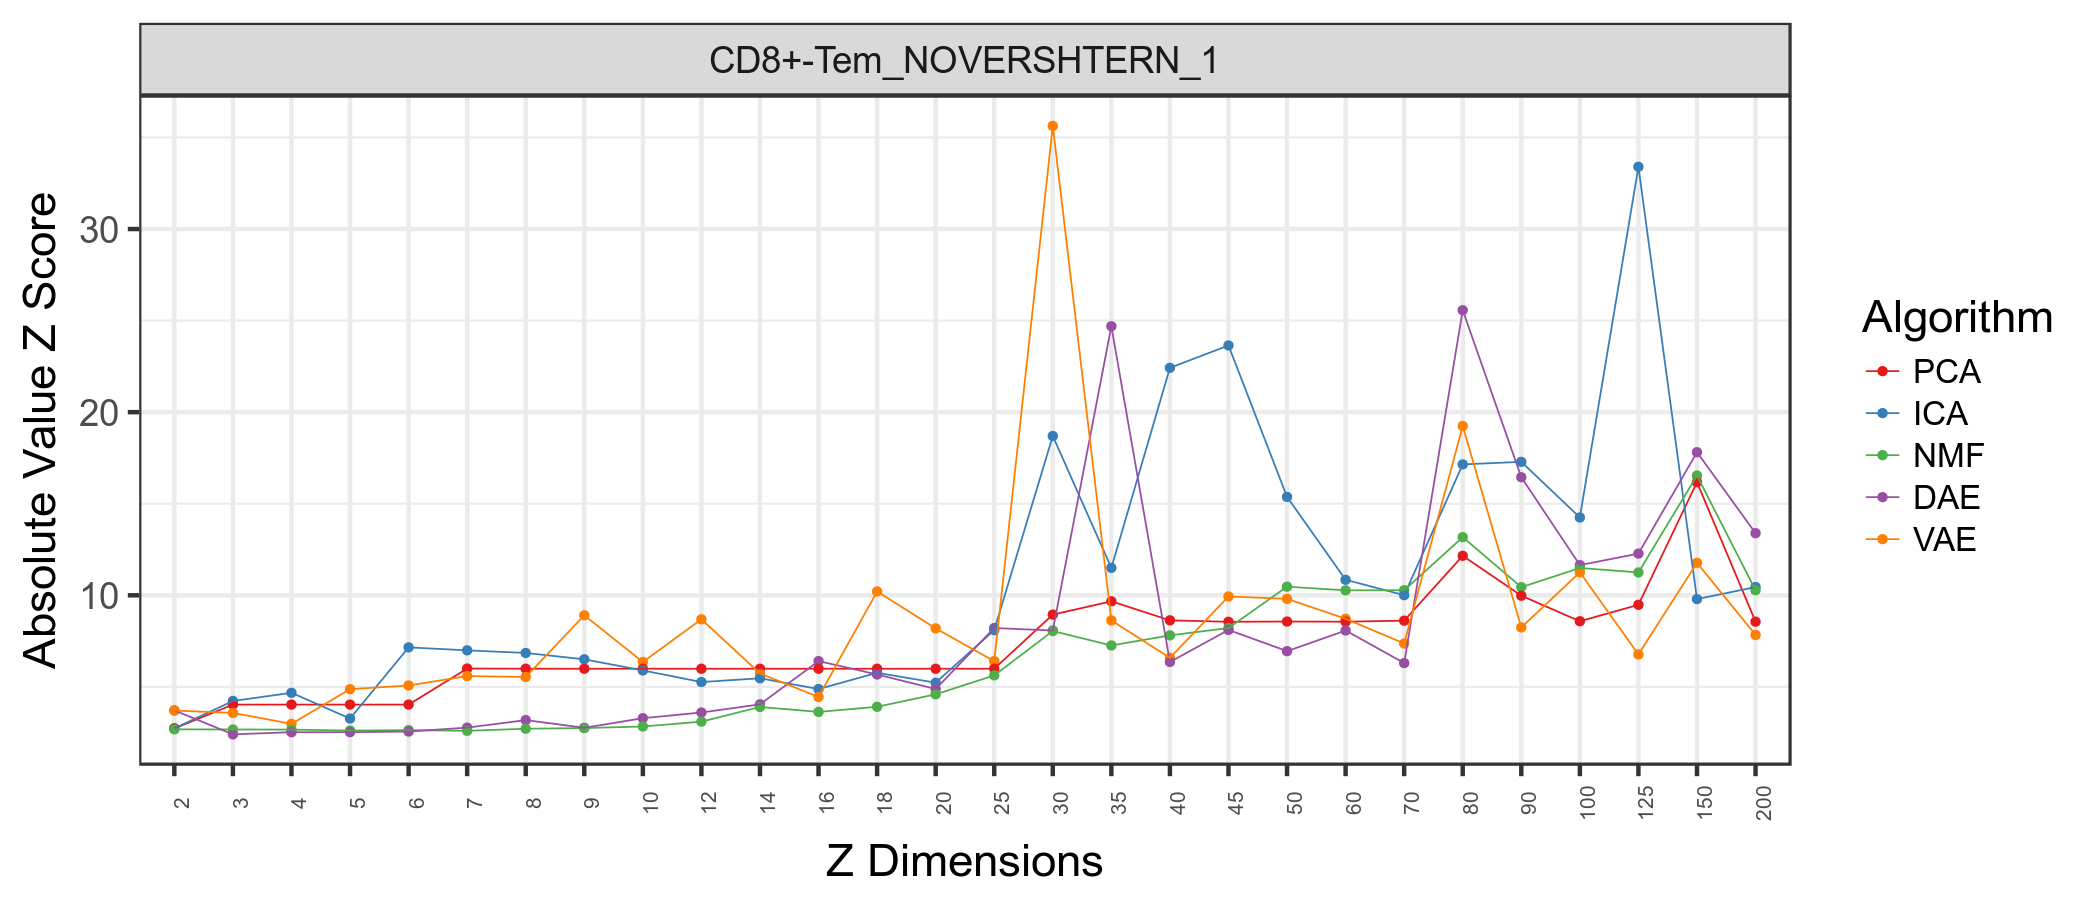 CD8+-Tem_NOVERSHTERN_1
Absolute Value Z Score
30
20
10
2 3 4 5 6 7 8 9 10 12 14 16 18 20 25 30 35 40 45 50 60 70 80 90 100 125 150 200
Z Dimensions
Algorithm
PCA
ICA
NMF
DAE
VAE